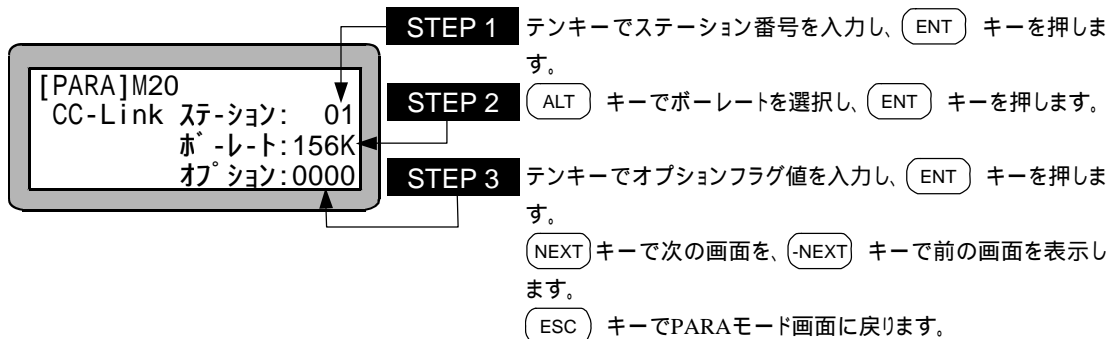 [PARA]M20
CC-Link ｽﾃ-ｼｮﾝ: 01
ﾎﾞ-ﾚ-ﾄ:156K
ｵﾌﾟｼｮﾝ:0000
STEP 1 テンキーでステーション番号を入力し、 ENT キーを押しま
す。
STEP 2 ALT キーでボーレートを選択し、 ENT キーを押します。
STEP 3 テンキーでオプションフラグ値を入力し、 ENT キーを押しま
す。
NEXT キーで次の画面を、 -NEXT キーで前の画面を表示し
ます。
ESC キーでPARAモード画面に戻ります。